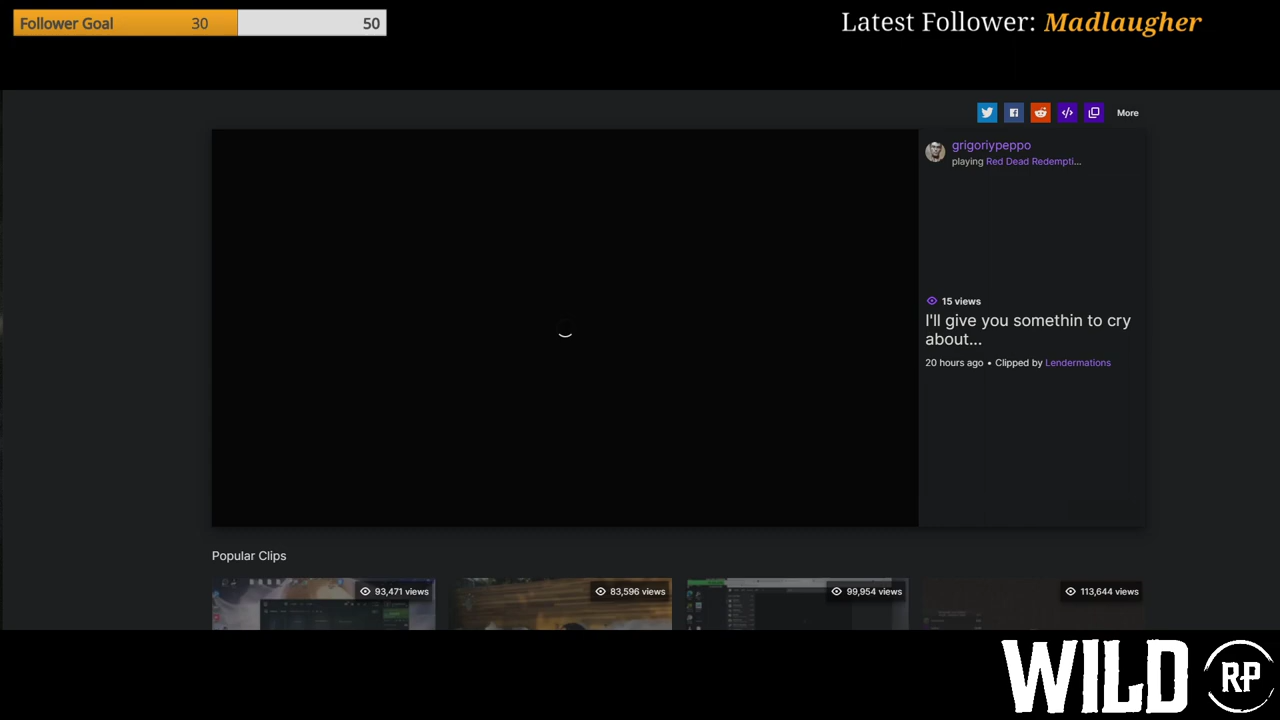 Follower Goal 30 50
Latest Follower: Madlaugher
More
grigoriypeppo
playing Red Dead Redempti...
15 views
I'll give you somethin to cry
about...
20 hours ago • Clipped by Lendermations
Popular Clips
93,471 views
83,596 views
99,954 views
113,644 views
WILD RP